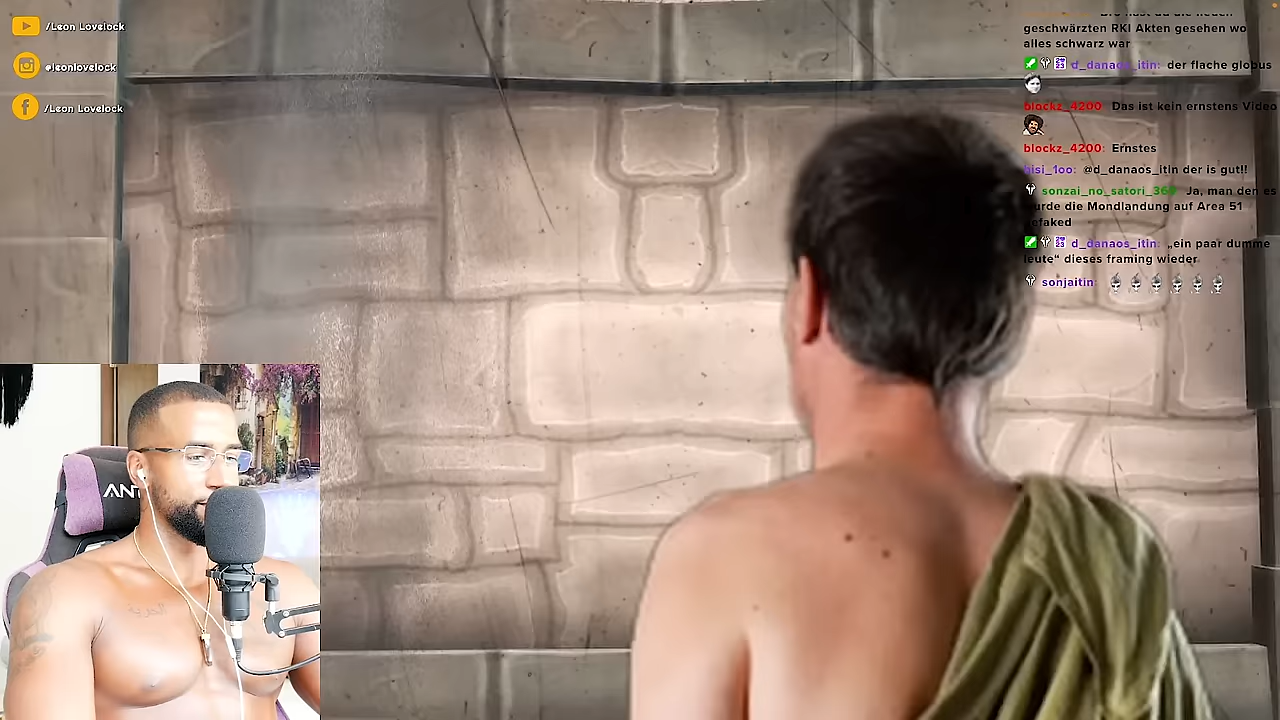 /Leon Lovelock
@leonlovelock
/Leon Lovelock
geschwärzten RKI Akten gesehen wo
alles schwarz war
d_danaos_itin: der flache globus
blockz_4200: Das ist kein ernstens Video
blockz_4200: Ernstes
hisi_1oo: @d_danaos_itin der is gut!!
Ja, man den es
wurde die Mondlandung auf Area 51
gefaked
d_danaos_itin: „ein paar dumme
leute“ dieses framing wieder
sonjaitin: